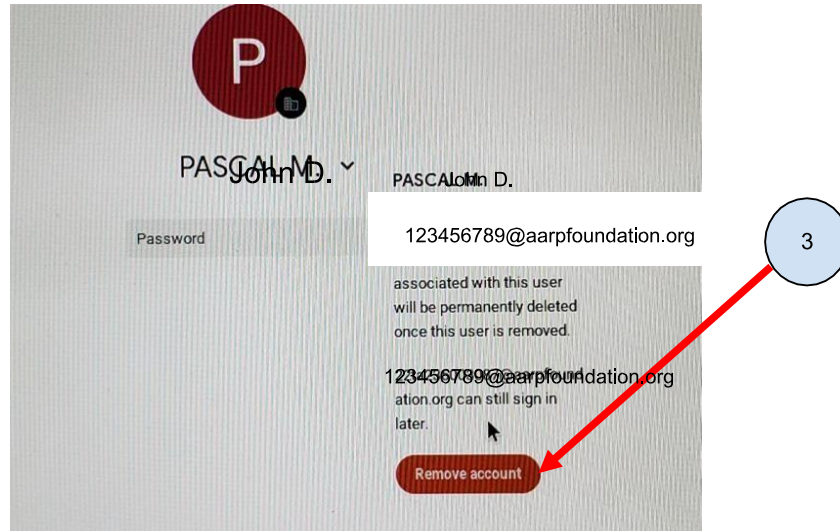 P
PASCAL M.
John D.
PASCAL M.
John D.
Password
123456789@aarpfoundation.org
3
associated with this user
will be permanently deleted
once this user is removed.
123456789@aarpfoundation.org
ation.org can still sign in
later.
Remove account